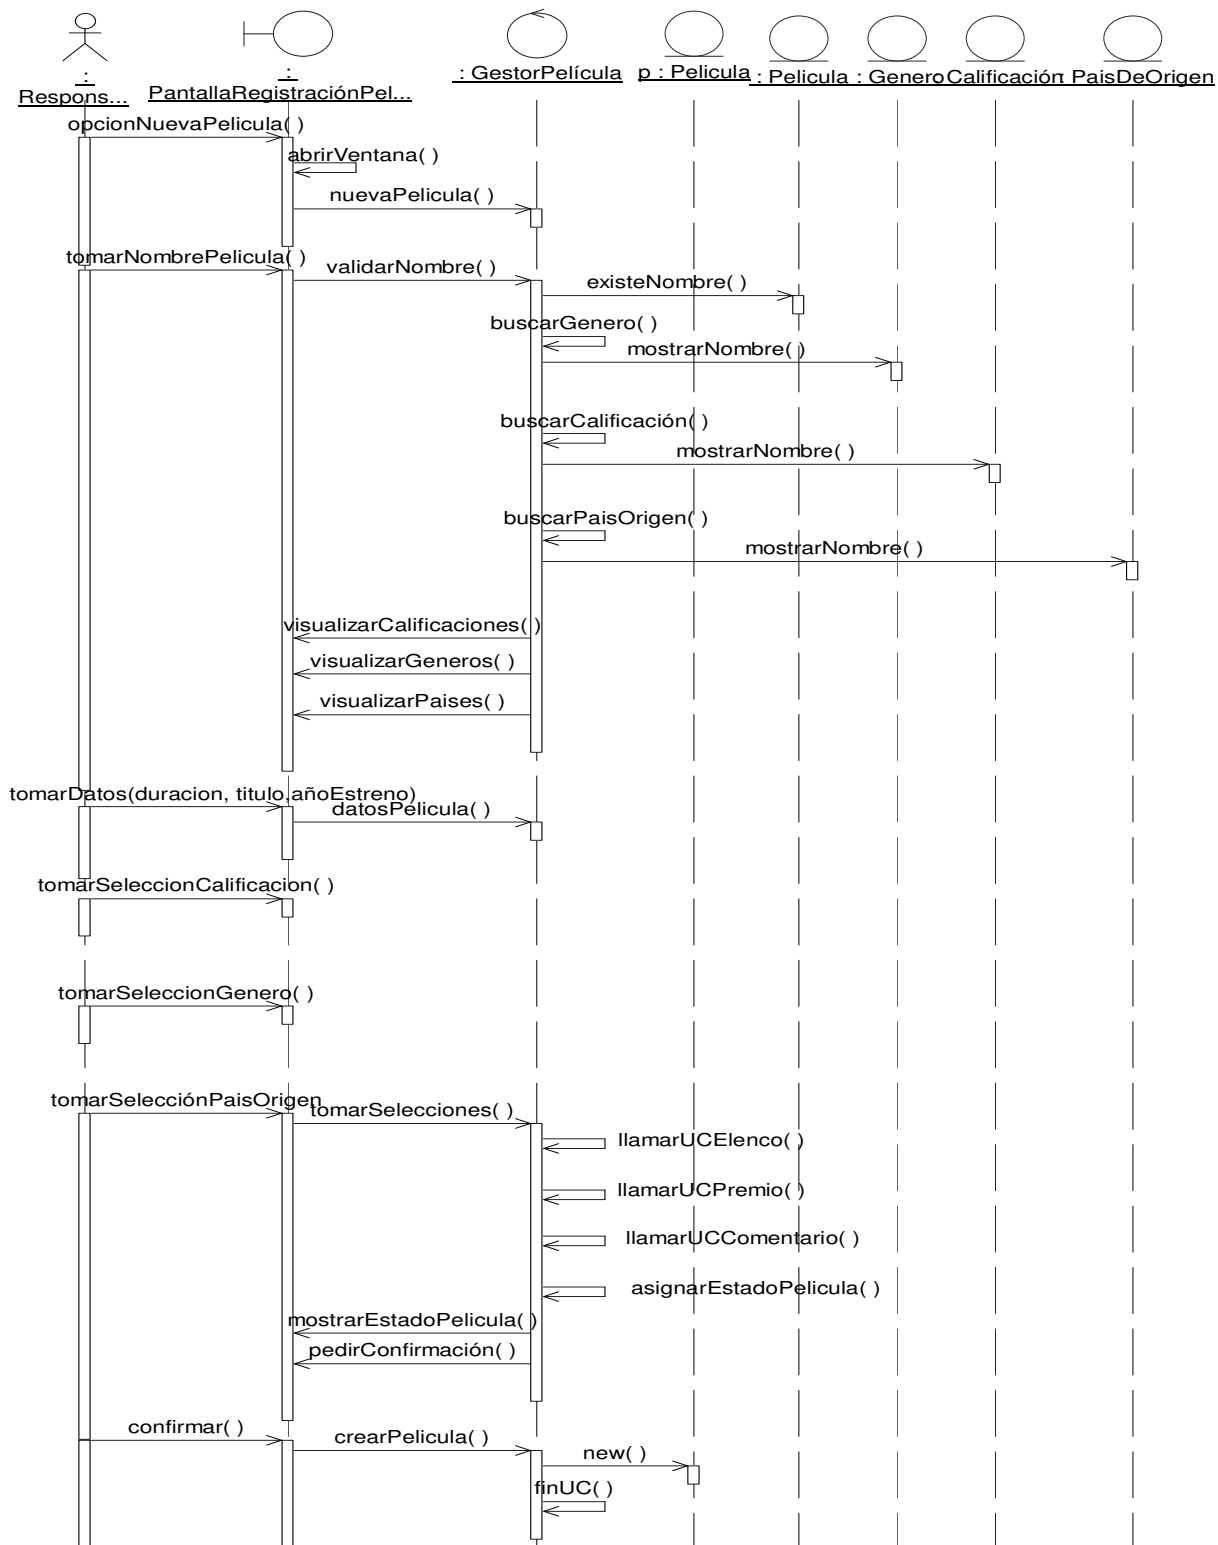 :
Respons...
:
PantallaRegistraciónPel...
: GestorPelícula
p : Pelicula
: Pelicula
: Genero
: Calificación
: PaisDeOrigen
opcionNuevaPelicula( )
abrirVentana( )
nuevaPelicula( )
tomarNombrePelicula( )
validarNombre( )
existeNombre( )
buscarGenero( )
mostrarNombre( )
buscarCalificación( )
mostrarNombre( )
buscarPaisOrigen( )
mostrarNombre( )
visualizarCalificaciones( )
visualizarGeneros( )
visualizarPaises( )
tomarDatos(duracion, titulo,añoEstreno)
datosPelicula( )
tomarSeleccionCalificacion( )
tomarSeleccionGenero( )
tomarSelecciónPaisOrigen
tomarSelecciones( )
llamarUCElenco( )
llamarUCPremio( )
llamarUCComentario( )
asignarEstadoPelicula( )
mostrarEstadoPelicula( )
pedirConfirmación( )
confirmar( )
crearPelicula( )
new( )
finUC( )